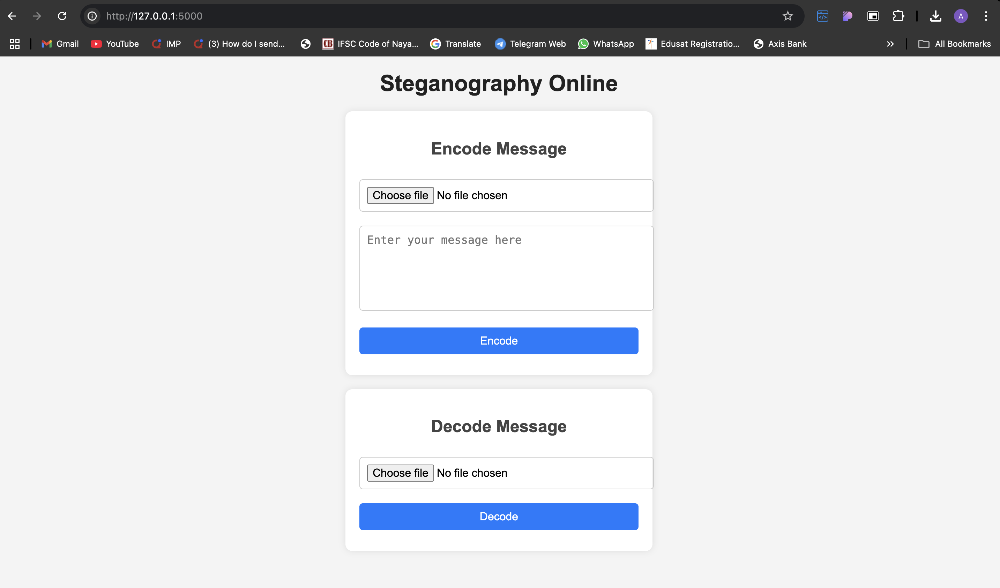 http://127.0.0.1:5000
A
Gmail YouTube IMP (3) How do I send... CB IFSC Code of Naya... Translate Telegram Web WhatsApp Edusat Registratio... Axis Bank All Bookmarks
Steganography Online
Encode Message
Choose file No file chosen
Enter your message here
Encode
Decode Message
Choose file No file chosen
Decode